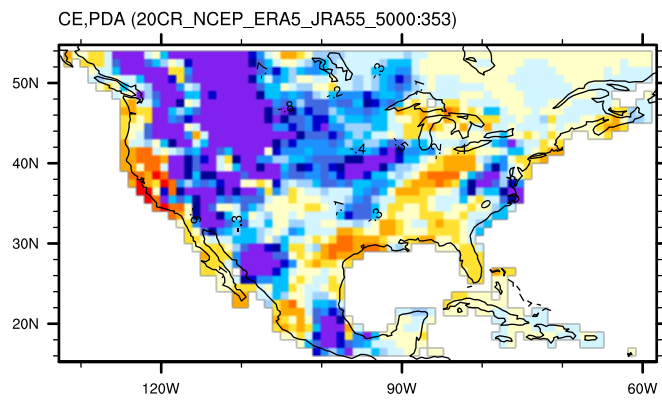 CE,PDA (20CR_NCEP_ERA5_JRA55_5000:353)
50N
40N
30N
20N
120W
90W
60W